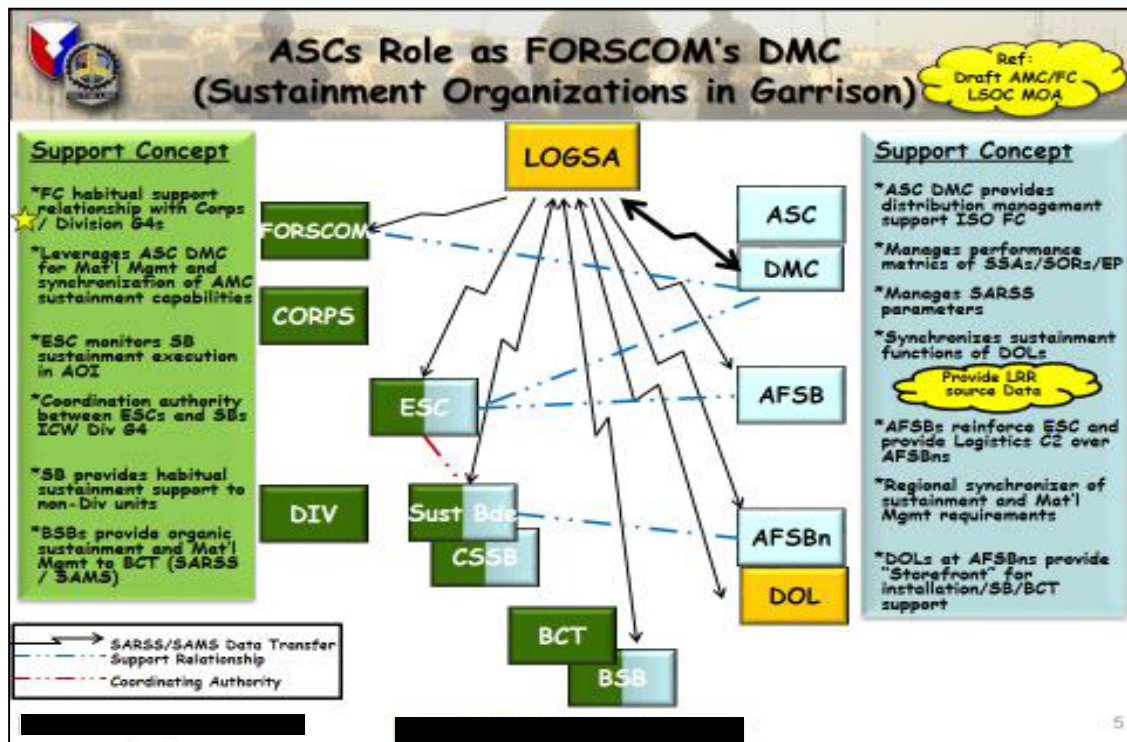 ASCs Role as FORSCOM's DMC
(Sustainment Organizations in Garrison)
Ref:
Draft AMC/FC
LSOC MOA
Support Concept
*FC habitual support
relationship with Corps
/ Division G4s
*Leverages ASC DMC
for Mat'l Mgmt and
synchronization of AMC
sustainment capabilities
*ESC monitors SB
sustainment execution
in AOI
*Coordination authority
between ESCs and SBs
ICW Div G4
*SB provides habitual
sustainment support to
non-Div units
*BSBs provide organic
sustainment and Mat'l
Mgmt to BCT (SARSS
/ SAMS)
LOGSA
FORSCOM
CORPS
ESC
DIV
Sust Bde
CSSB
BCT
BSB
ASC
DMC
AFSB
AFSBn
DOL
Support Concept
*ASC DMC provides
distribution management
support ISO FC
*Manages performance
metrics of SSAs/SORs/EP
*Manages SARSS
parameters
*Synchronizes sustainment
functions of DOLs
Provide LRR
source Data
*AFSBs reinforce ESC and
provide Logistics C2 over
AFSBns
*Regional synchronizer of
sustainment and Mat'l
Mgmt requirements
*DOLs at AFSBns provide
"Storefront" for
installation/SB/BCT
support
SARSS/SAMS Data Transfer
Support Relationship
Coordinating Authority
5